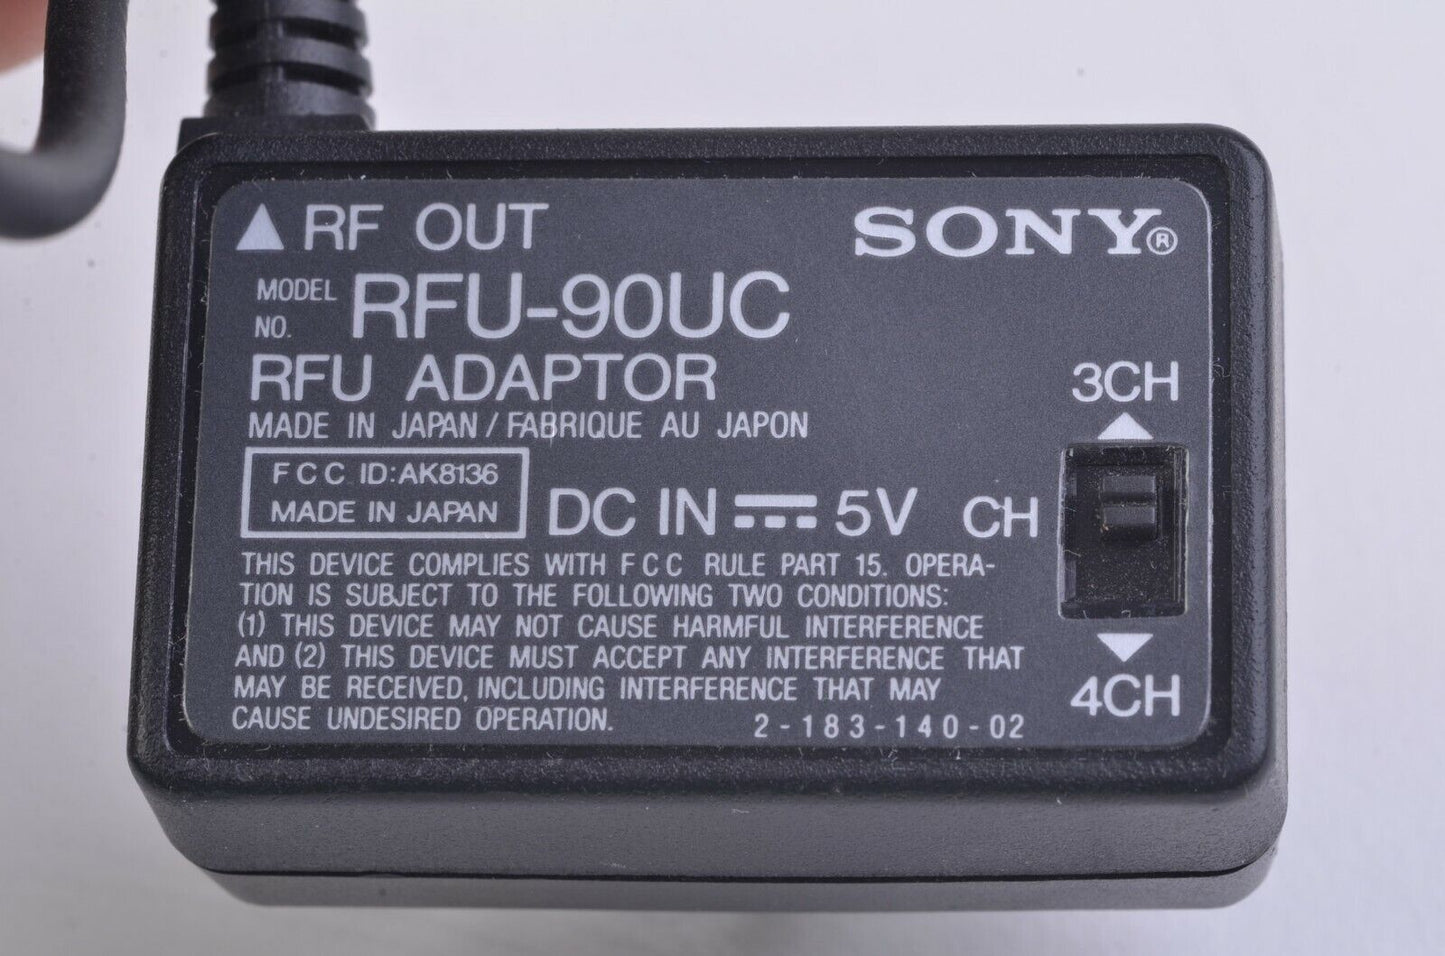 ▲ RF OUT SONY®
MODEL NO. RFU-90UC
RFU ADAPTOR
MADE IN JAPAN / FABRIQUE AU JAPON
FCC ID: AK8136
MADE IN JAPAN
DC IN ⎓ 5V
3CH
▲
CH
▼
4CH
THIS DEVICE COMPLIES WITH FCC RULE PART 15. OPERA-
TION IS SUBJECT TO THE FOLLOWING TWO CONDITIONS:
(1) THIS DEVICE MAY NOT CAUSE HARMFUL INTERFERENCE
AND (2) THIS DEVICE MUST ACCEPT ANY INTERFERENCE THAT
MAY BE RECEIVED, INCLUDING INTERFERENCE THAT MAY
CAUSE UNDESIRED OPERATION. 2-183-140-02